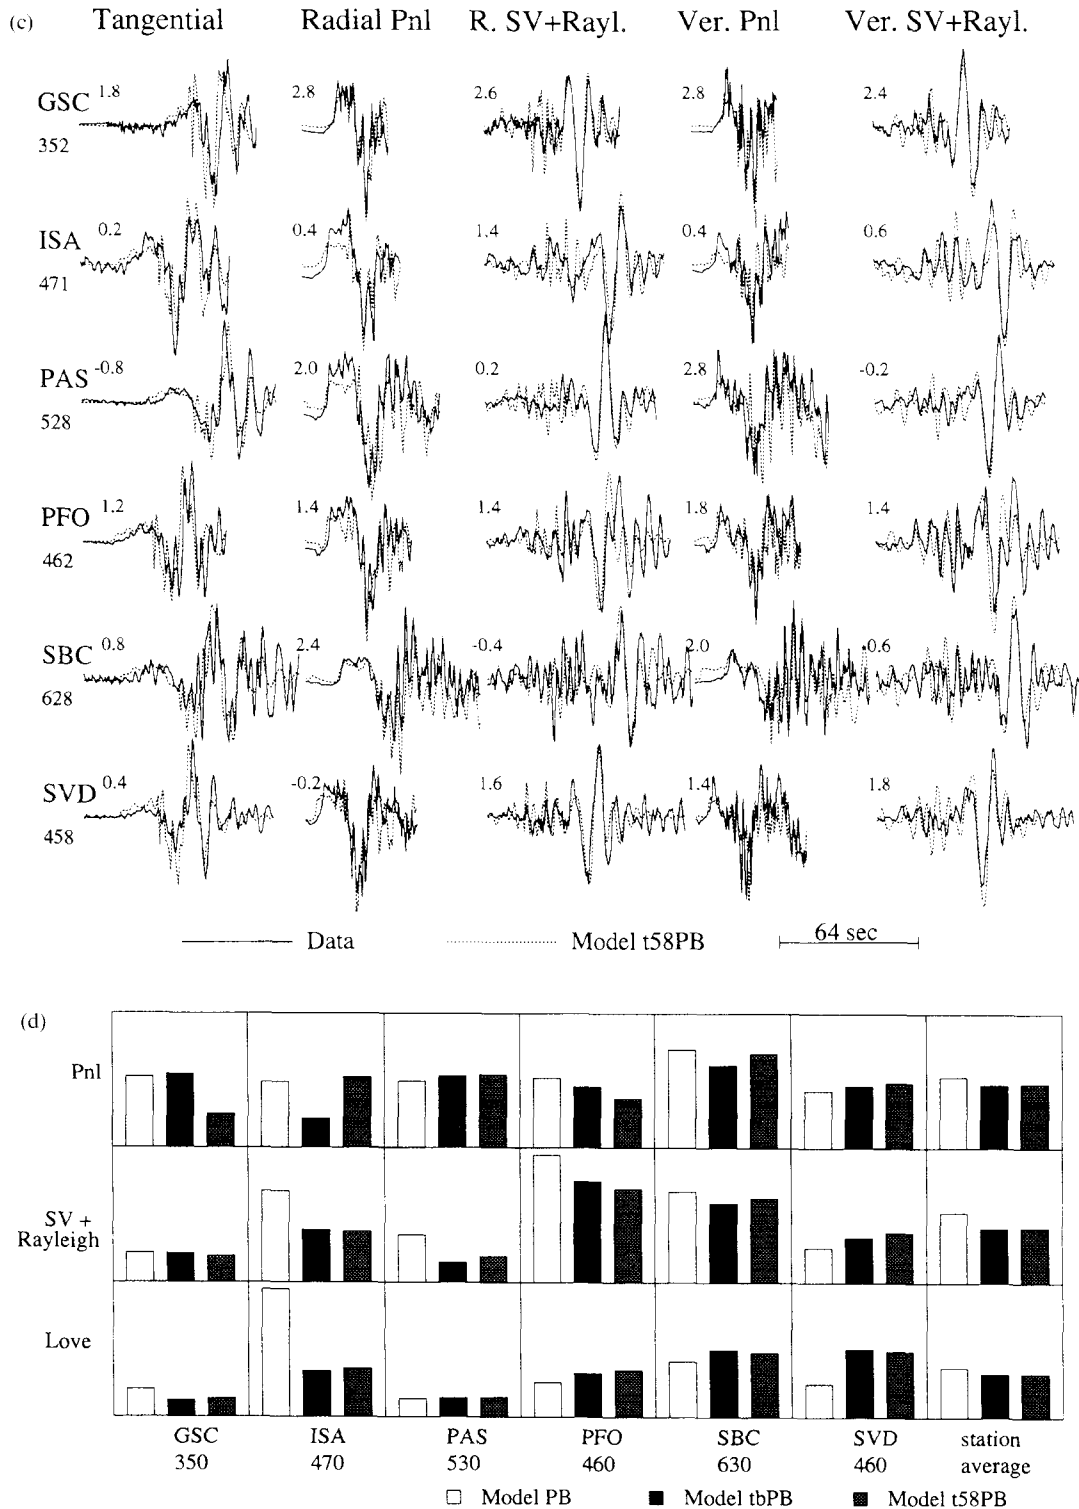 (c) Tangential Radial Pnl R. SV+Rayl. Ver. Pnl Ver. SV+Rayl.
GSC 1.8 2.8 2.6 2.8 2.4
352
ISA 0.2 0.4 1.4 0.4 0.6
471
PAS -0.8 2.0 0.2 2.8 -0.2
528
PFO 1.2 1.4 1.4 1.8 1.4
462
SBC 0.8 2.4 -0.4 2.0 0.6
628
SVD 0.4 -0.2 1.6 1.4 1.8
458
Data Model t58PB 64 sec
(d)
Pnl
SV +
Rayleigh
Love
GSC ISA PAS PFO SBC SVD station
350 470 530 460 630 460 average
Model PB Model tbPB Model t58PB